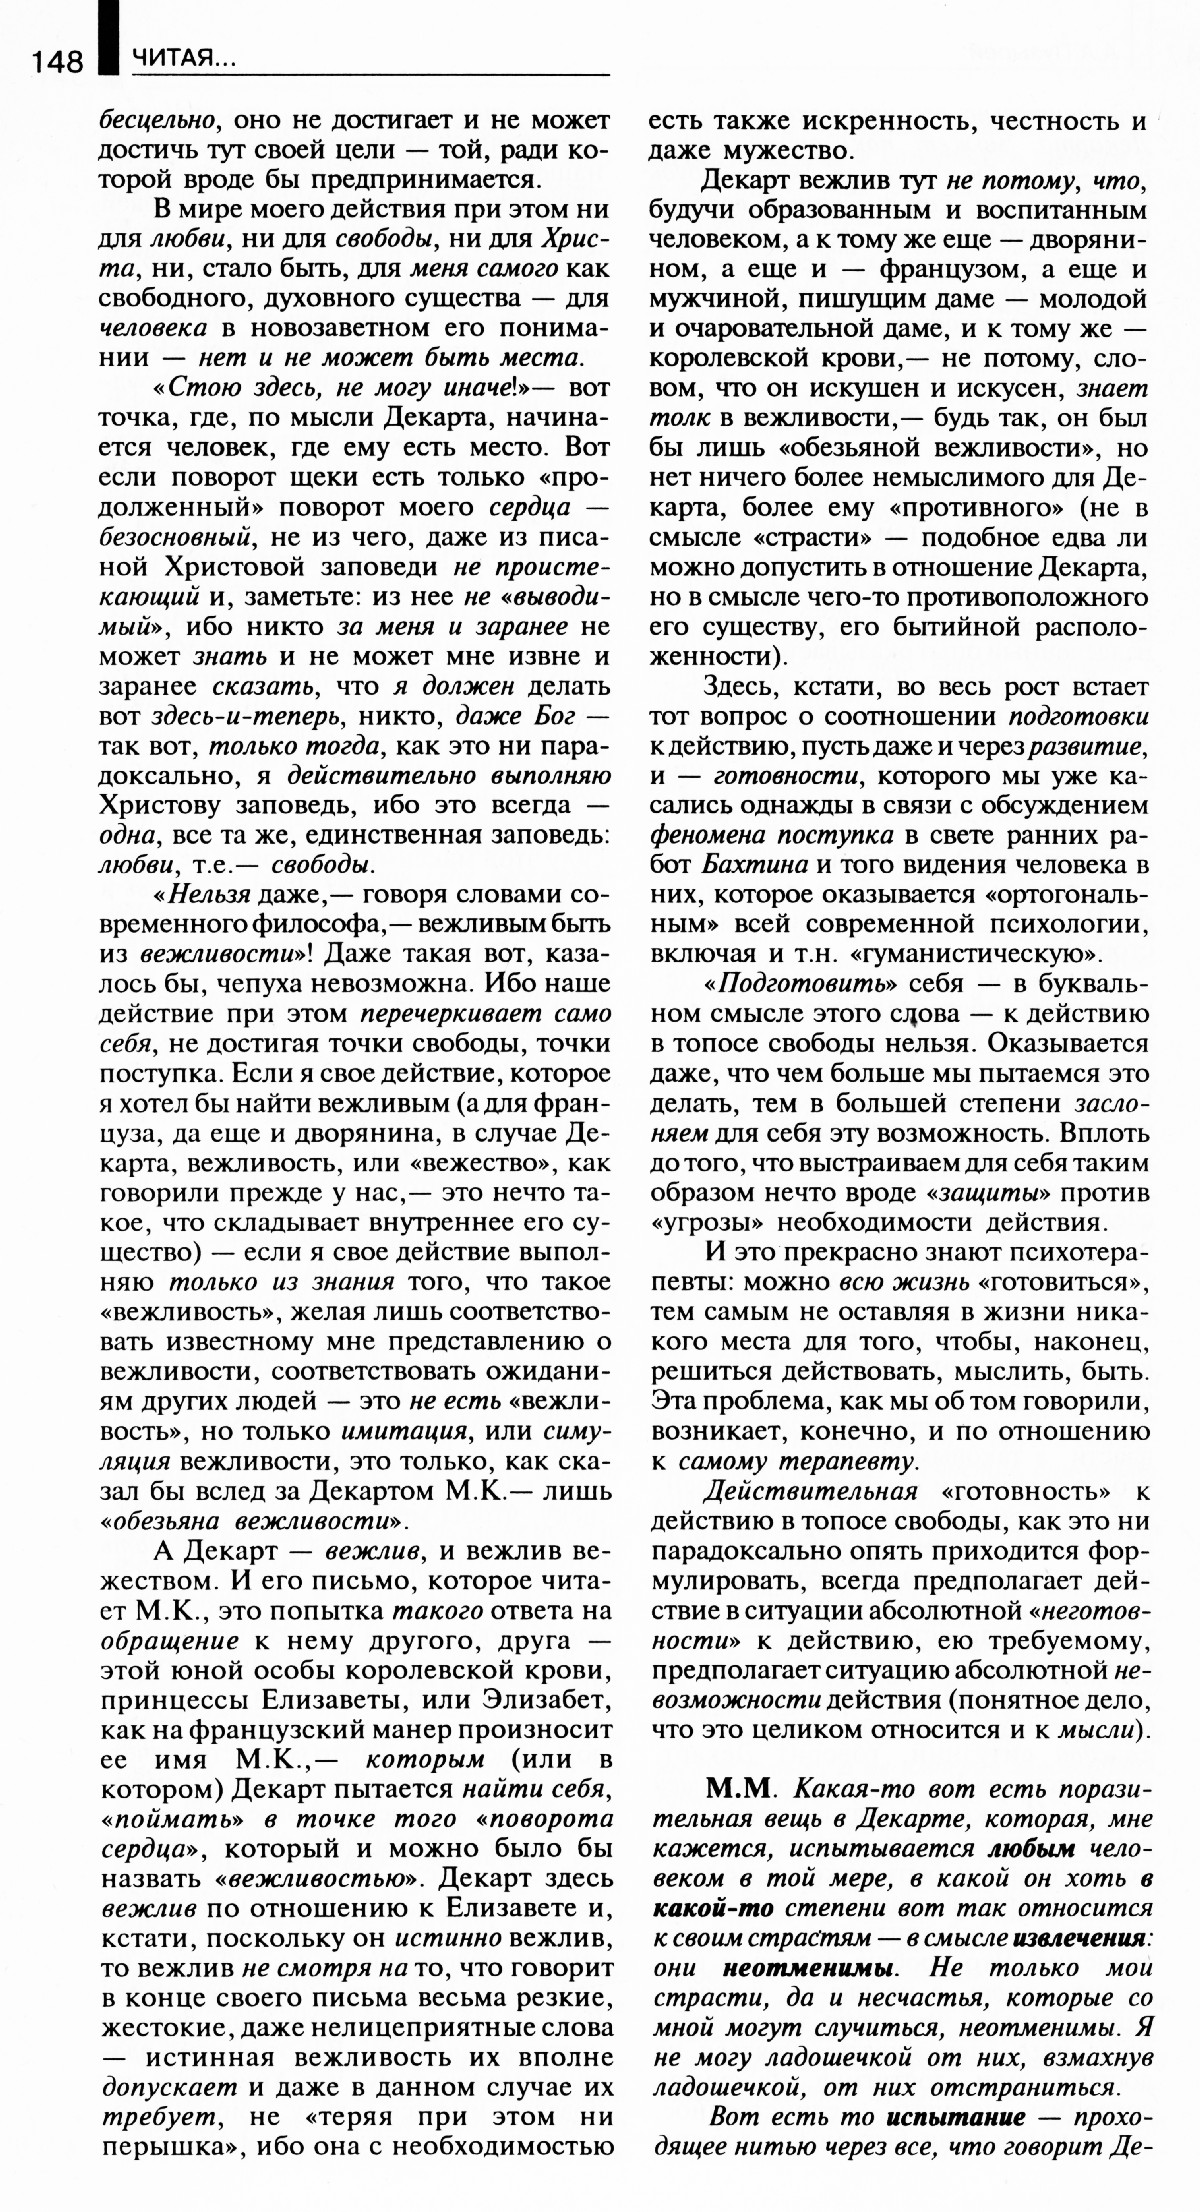 148
ЧИТАЯ...
бесцельно, оно не достигает и не может
достичь тут своей цели — той, ради ко-
торой вроде бы предпринимается.
В мире моего действия при этом ни
для любви, ни для свободы, ни для Хрис-
та, ни, стало быть, для меня самого как
свободного, духовного существа — для
человека в новозаветном его понима-
нии — нет и не может быть места.
«Стою здесь, не могу иначе!»— вот
точка, где, по мысли Декарта, начина-
ется человек, где ему есть место. Вот
если поворот щеки есть только «про-
долженный» поворот моего сердца —
безосновный, не из чего, даже из писа-
ной Христовой заповеди не происте-
кающий и, заметьте: из нее не «выводи-
мый», ибо никто за меня и заранее не
может знать и не может мне извне и
заранее сказать, что я должен делать
вот здесь-и-теперь, никто, даже Бог —
так вот, только тогда, как это ни пара-
доксально, я действительно выполняю
Христову заповедь, ибо это всегда —
одна, все та же, единственная заповедь:
любви, т.е.— свободы.
«Нельзя даже,— говоря словами со-
временного философа,— вежливым быть
из вежливости»! Даже такая вот, каза-
лось бы, чепуха невозможна. Ибо наше
действие при этом перечеркивает само
себя, не достигая точки свободы, точки
поступка. Если я свое действие, которое
я хотел бы найти вежливым (а для фран-
цуза, да еще и дворянина, в случае Де-
карта, вежливость, или «вежество», как
говорили прежде у нас,— это нечто та-
кое, что складывает внутреннее его су-
щество) — если я свое действие выпол-
няю только из знания того, что такое
«вежливость», желая лишь соответство-
вать известному мне представлению о
вежливости, соответствовать ожидани-
ям других людей — это не есть «вежли-
вость», но только имитация, или симу-
ляция вежливости, это только, как ска-
зал бы вслед за Декартом М.К.— лишь
«обезьяна вежливости».
А Декарт — вежлив, и вежлив ве-
жеством. И его письмо, которое чита-
ет М.К., это попытка такого ответа на
обращение к нему другого, друга —
этой юной особы королевской крови,
принцессы Елизаветы, или Элизабет,
как на французский манер произносит
ее имя М.К.,— которым (или в
котором) Декарт пытается найти себя,
«поймать» в точке того «поворота
сердца», который и можно было бы
назвать «вежливостью». Декарт здесь
вежлив по отношению к Елизавете и,
кстати, поскольку он истинно вежлив,
то вежлив не смотря на то, что говорит
в конце своего письма весьма резкие,
жестокие, даже нелицеприятные слова
— истинная вежливость их вполне
допускает и даже в данном случае их
требует, не «теряя при этом ни
перышка», ибо она с необходимостью
есть также искренность, честность и
даже мужество.
Декарт вежлив тут не потому, что,
будучи образованным и воспитанным
человеком, а к тому же еще — дворяни-
ном, а еще и — французом, а еще и
мужчиной, пишущим даме — молодой
и очаровательной даме, и к тому же —
королевской крови,— не потому, сло-
вом, что он искушен и искусен, знает
толк в вежливости,— будь так, он был
бы лишь «обезьяной вежливости», но
нет ничего более немыслимого для Де-
карта, более ему «противного» (не в
смысле «страсти» — подобное едва ли
можно допустить в отношение Декарта,
но в смысле чего-то противоположного
его существу, его бытийной располо-
женности).
Здесь, кстати, во весь рост встает
тот вопрос о соотношении подготовки
к действию, пусть даже и через развитие,
и — готовности, которого мы уже ка-
сались однажды в связи с обсуждением
феномена поступка в свете ранних ра-
бот Бахтина и того видения человека в
них, которое оказывается «ортогональ-
ным» всей современной психологии,
включая и т.н. «гуманистическую».
«Подготовить» себя — в букваль-
ном смысле этого слова — к действию
в топосе свободы нельзя. Оказывается
даже, что чем больше мы пытаемся это
делать, тем в большей степени засло-
няем для себя эту возможность. Вплоть
до того, что выстраиваем для себя таким
образом нечто вроде «защиты» против
«угрозы» необходимости действия.
И это прекрасно знают психотера-
певты: можно всю жизнь «готовиться»,
тем самым не оставляя в жизни ника-
кого места для того, чтобы, наконец,
решиться действовать, мыслить, быть.
Эта проблема, как мы об том говорили,
возникает, конечно, и по отношению
к самому терапевту.
Действительная «готовность» к
действию в топосе свободы, как это ни
парадоксально опять приходится фор-
мулировать, всегда предполагает дей-
ствие в ситуации абсолютной «неготов-
ности» к действию, ею требуемому,
предполагает ситуацию абсолютной не-
возможности действия (понятное дело,
что это целиком относится и к мысли).
М.М. Какая-то вот есть порази-
тельная вещь в Декарте, которая, мне
кажется, испытывается любым чело-
веком в той мере, в какой он хоть в
какой-то степени вот так относится
к своим страстям — в смысле извлечения:
они неотменимы. Не только мои
страсти, да и несчастья, которые со
мной могут случиться, неотменимы. Я
не могу ладошечкой от них, взмахнув
ладошечкой, от них отстраниться.
Вот есть то испытание — прохо-
дящее нитью через все, что говорит Де-